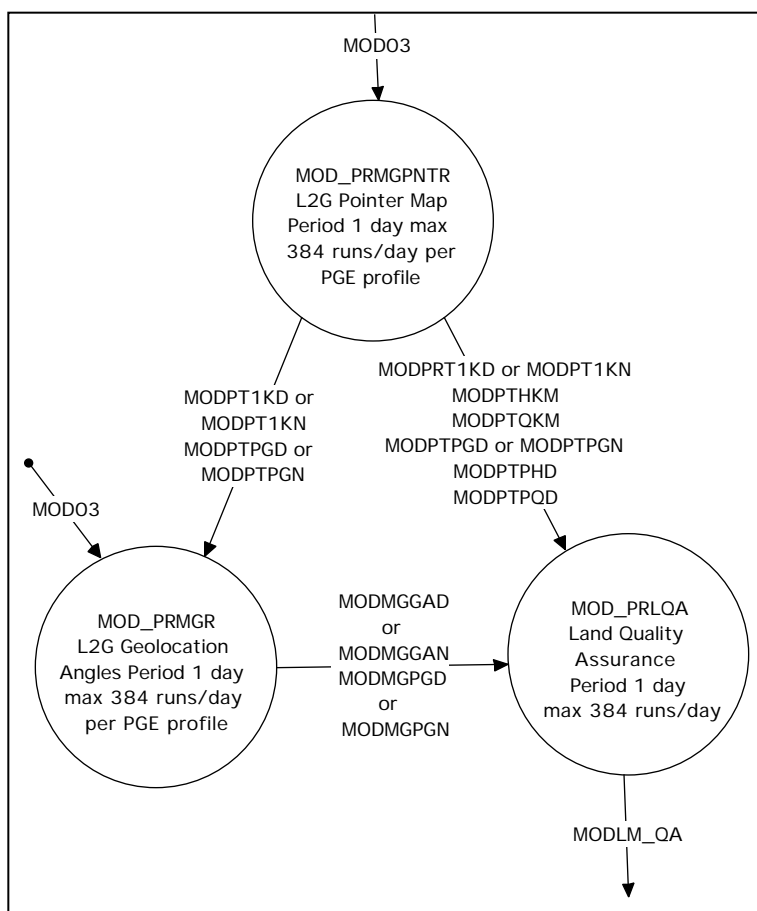 MOD03
MOD_PRMGPNTR
L2G Pointer Map
Period 1 day max
384 runs/day per
PGE profile
MODPT1KD or
MODPT1KN
MODPTPGD or
MODPTPGN
MODPRT1KD or MODPT1KN
MODPTHKM
MODPTQKM
MODPTPGD or MODPTPGN
MODPTPHD
MODPTPQD
MOD03
MOD_PRMGR
L2G Geolocation
Angles Period 1 day
max 384 runs/day
per PGE profile
MODMGGAD
or
MODMGGAN
MODMGPGD
or
MODMGPGN
MOD_PRLQA
Land Quality
Assurance
Period 1 day
max 384 runs/day
MODLM_QA